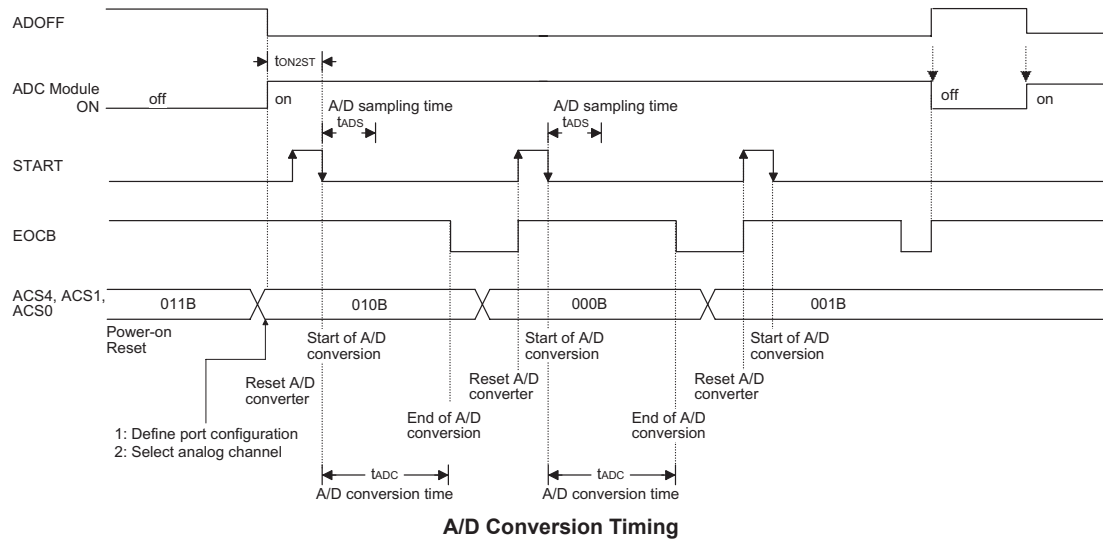 ADOFF
tON2ST
ADC Module
ON
off
on
off
on
A/D sampling time
tADS
A/D sampling time
tADS
START
EOCB
ACS4, ACS1,
ACS0
011B
010B
000B
001B
Power-on
Reset
Start of A/D
conversion
Start of A/D
conversion
Start of A/D
conversion
Reset A/D
converter
Reset A/D
converter
Reset A/D
converter
End of A/D
conversion
End of A/D
conversion
1: Define port configuration
2: Select analog channel
tADC
A/D conversion time
tADC
A/D conversion time
A/D Conversion Timing